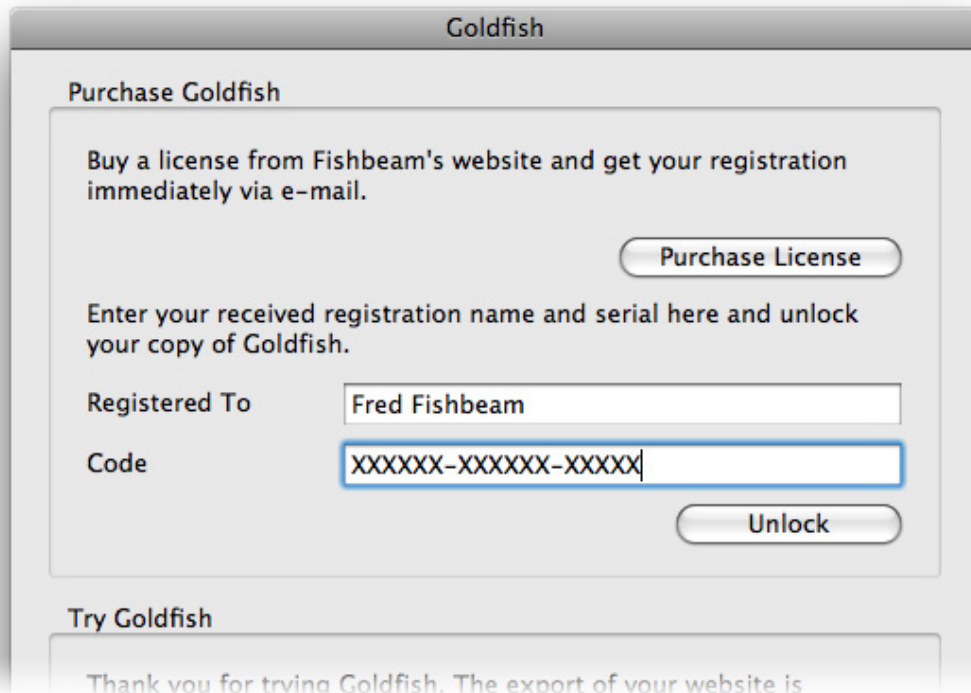 Goldfish
Purchase Goldfish
Buy a license from Fishbeam's website and get your registration
immediately via e-mail.
Purchase License
Enter your received registration name and serial here and unlock
your copy of Goldfish.
Registered To
Fred Fishbeam
Code
XXXXXX-XXXXXX-XXXXX
Unlock
Try Goldfish
Thank you for trying Goldfish. The export of your website is